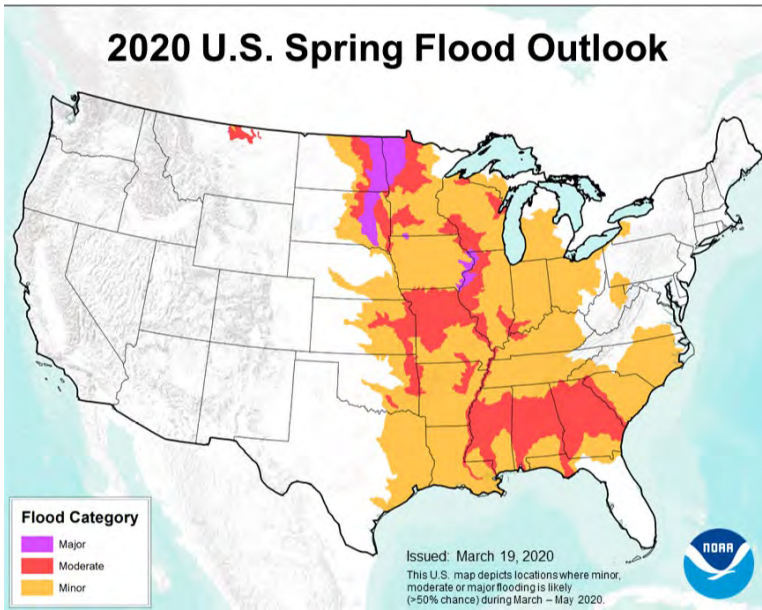 2020 U.S. Spring Flood Outlook
Flood Category
Major
Moderate
Minor
Issued: March 19, 2020
This U.S. map depicts locations where minor,
moderate or major flooding is likely
(>50% chance) during March – May 2020.
NOAA